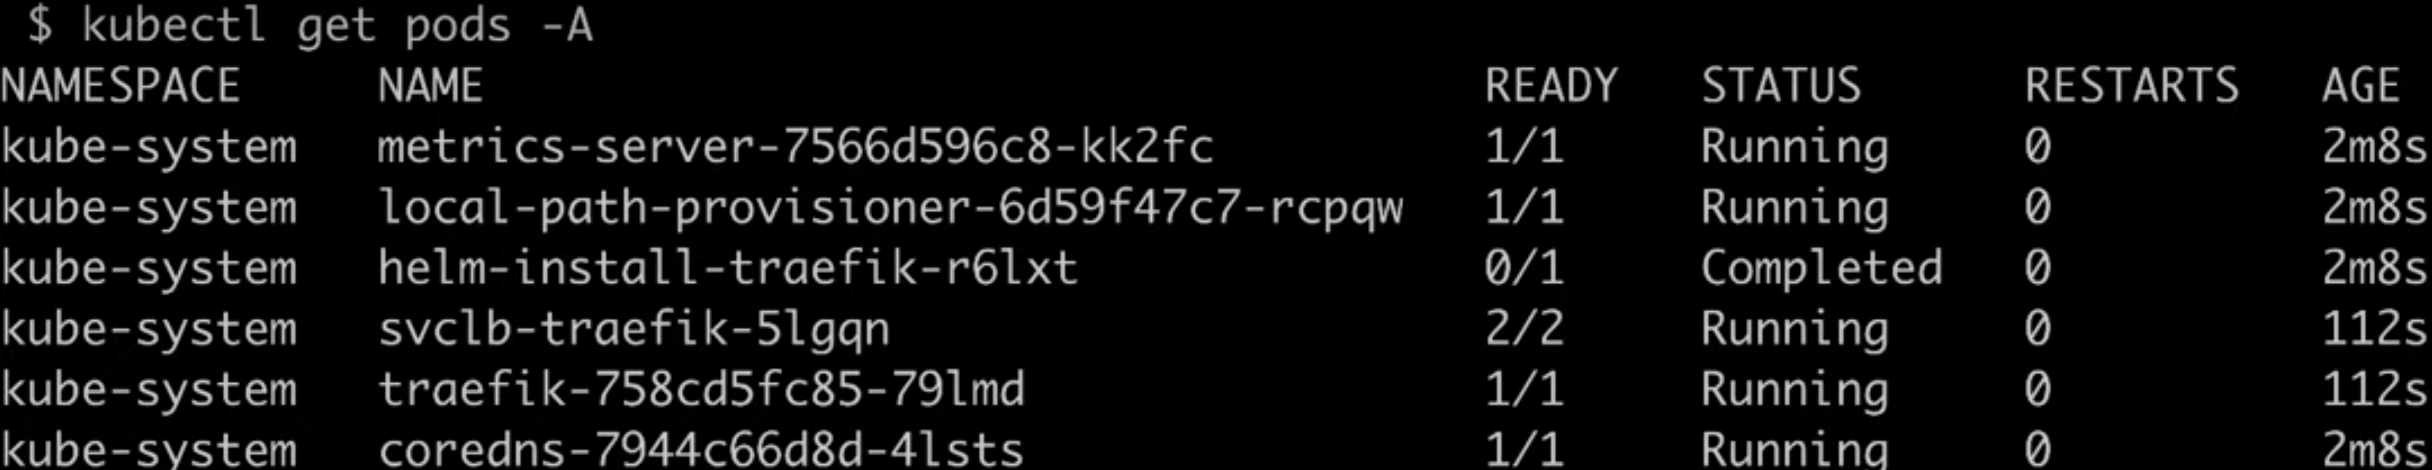 $ kubectl get pods -A
NAMESPACE NAME READY STATUS RESTARTS AGE
kube-system metrics-server-7566d596c8-kk2fc 1/1 Running 0 2m8s
kube-system local-path-provisioner-6d59f47c7-rcpqw 1/1 Running 0 2m8s
kube-system helm-install-traefik-r6lxt 0/1 Completed 0 2m8s
kube-system svclb-traefik-5lgqn 2/2 Running 0 112s
kube-system traefik-758cd5fc85-79lmd 1/1 Running 0 112s
kube-system coredns-7944c66d8d-4lsts 1/1 Running 0 2m8s